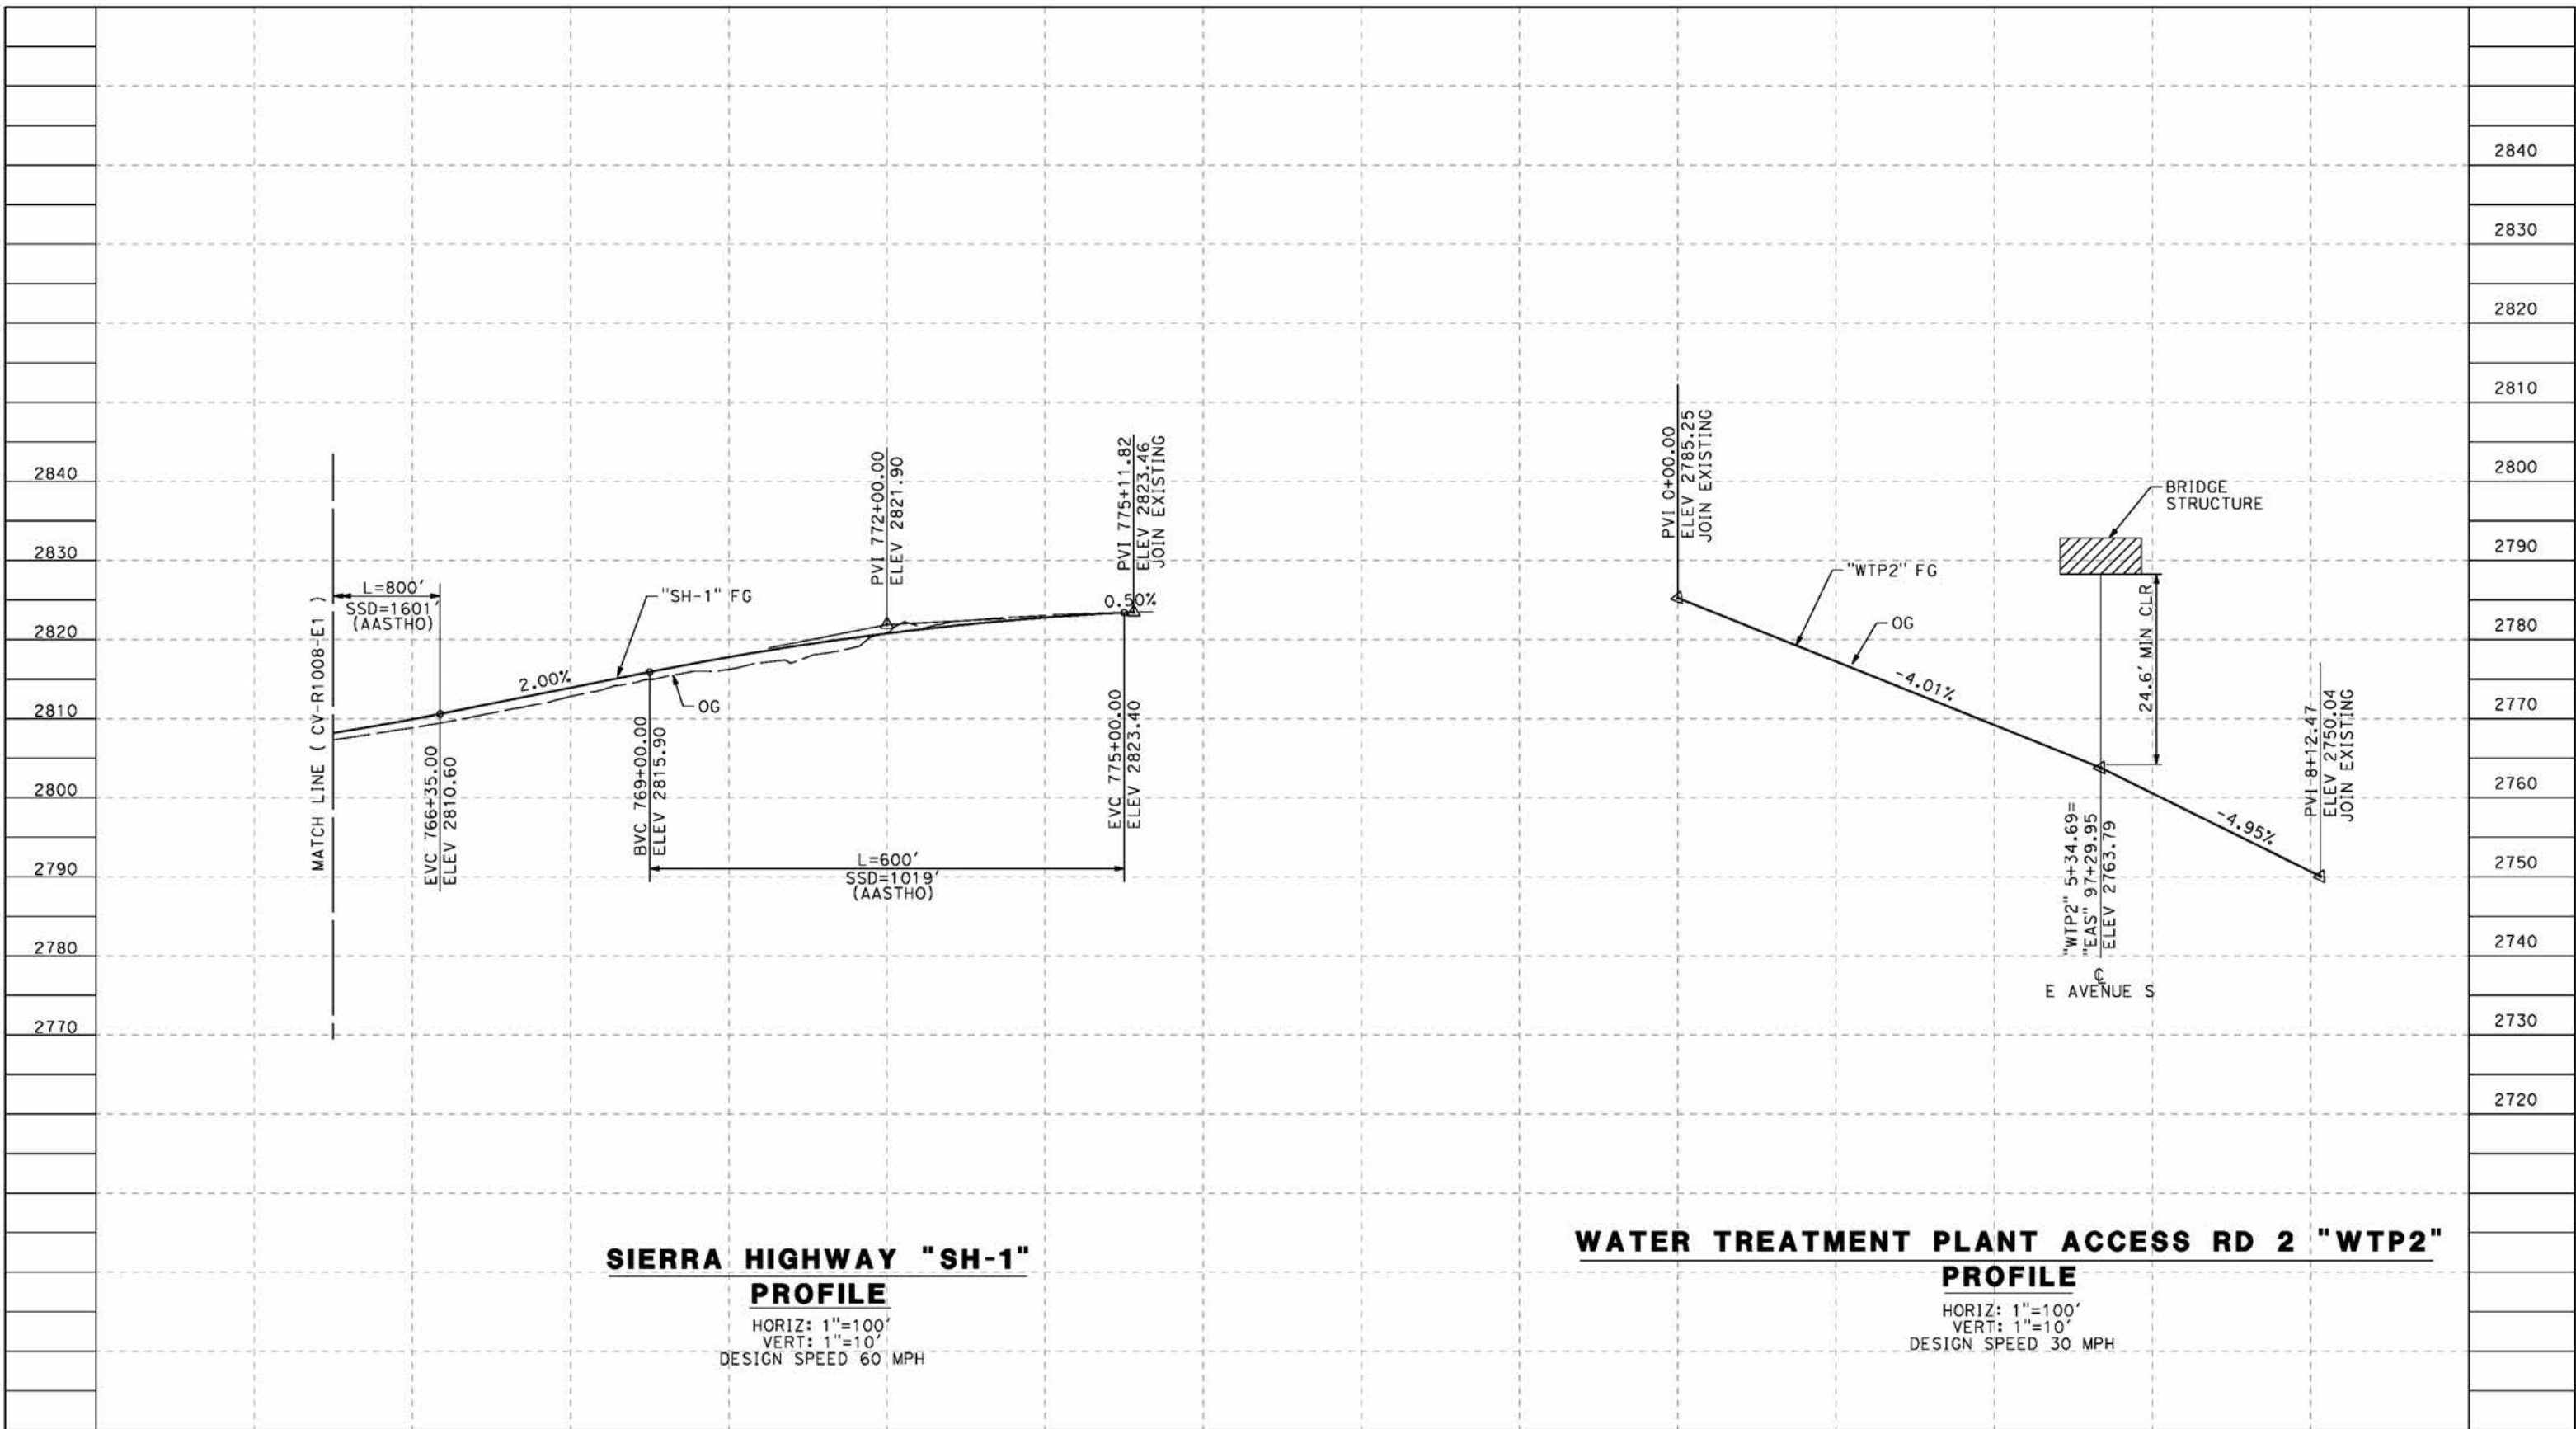 2840
2830
2820
2810
2800
2790
2780
2770
MATCH LINE ( CV-R1008-E1 )
L=800'
SSD=1601'
(AASTHO)
EVC 766+35.00
ELEV 2810.60
2.00%
"SH-1" FG
OG
BVC 769+00.00
ELEV 2815.90
PVI 772+00.00
ELEV 2821.90
L=600'
SSD=1019'
(AASTHO)
EVC 775+00.00
ELEV 2823.40
PVI 775+11.82
ELEV 2823.46
JOIN EXISTING
0.50%
SIERRA HIGHWAY "SH-1"
PROFILE
HORIZ: 1"=100'
VERT: 1"=10'
DESIGN SPEED 60 MPH
PVI 0+00.00
ELEV 2785.25
JOIN EXISTING
"WTP2" FG
OG
-4.01%
BRIDGE
STRUCTURE
24.6' MIN CLR
"WTP2" 5+34.69=
"EAS" 97+29.95
ELEV 2763.79
℄
E AVENUE S
-4.95%
PVI 8+12.47
ELEV 2750.04
JOIN EXISTING
WATER TREATMENT PLANT ACCESS RD 2 "WTP2"
PROFILE
HORIZ: 1"=100'
VERT: 1"=10'
DESIGN SPEED 30 MPH
2840
2830
2820
2810
2800
2790
2780
2770
2760
2750
2740
2730
2720